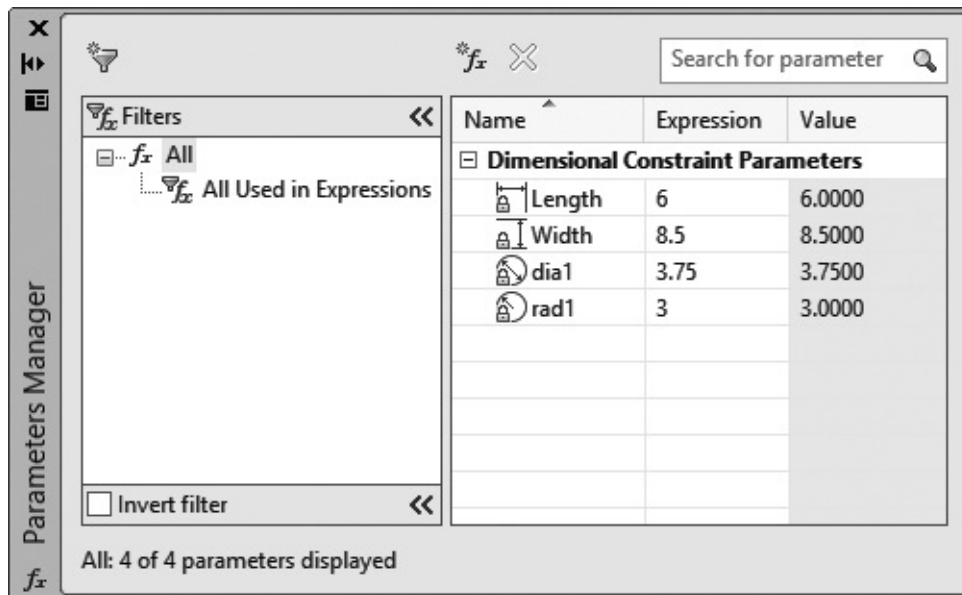 Search for parameter
Filters
Name Expression Value
All
Dimensional Constraint Parameters
All Used in Expressions
Length 6 6.0000
Width 8.5 8.5000
dia1 3.75 3.7500
rad1 3 3.0000
Invert filter
All: 4 of 4 parameters displayed
Parameters Manager